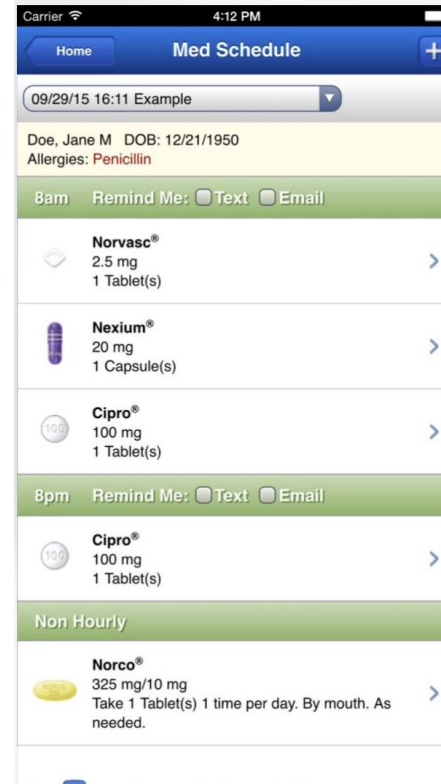 Carrier 4:12 PM
Home Med Schedule +
09/29/15 16:11 Example
Doe, Jane M DOB: 12/21/1950
Allergies: Penicillin
8am Remind Me: Text Email
Norvasc®
2.5 mg
1 Tablet(s)
Nexium®
20 mg
1 Capsule(s)
100
Cipro®
100 mg
1 Tablet(s)
8pm Remind Me: Text Email
100
Cipro®
100 mg
1 Tablet(s)
Non Hourly
Norco®
325 mg/10 mg
Take 1 Tablet(s) 1 time per day. By mouth. As
needed.